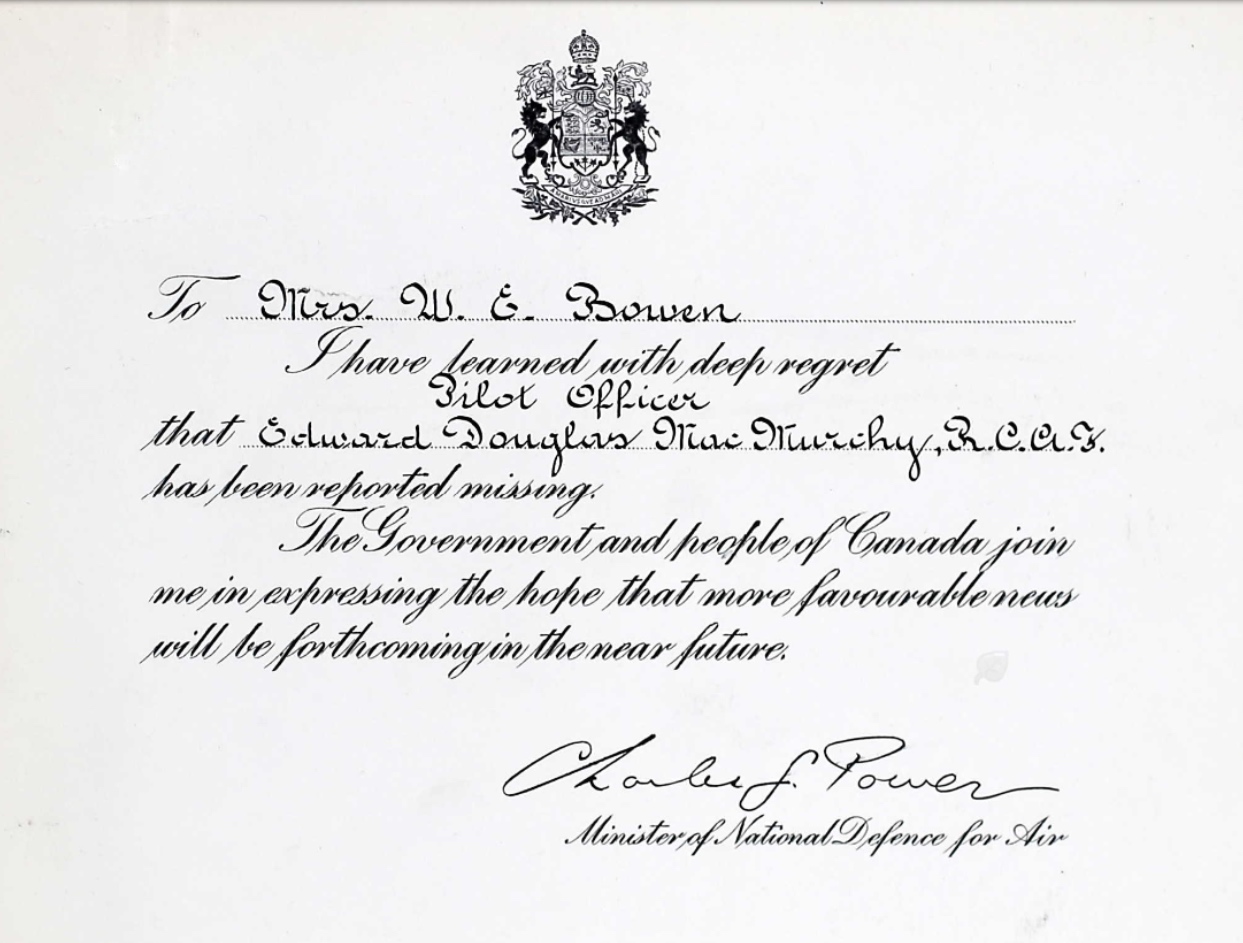 To Mrs. W. E. Bowen
I have learned with deep regret
Pilot Officer
that Edward Douglas Mac Murchy, R.C.A.F.
has been reported missing.
The Government and people of Canada join
me in expressing the hope that more favourable news
will be forthcoming in the near future.
Charles G. Power
Minister of National Defence for Air